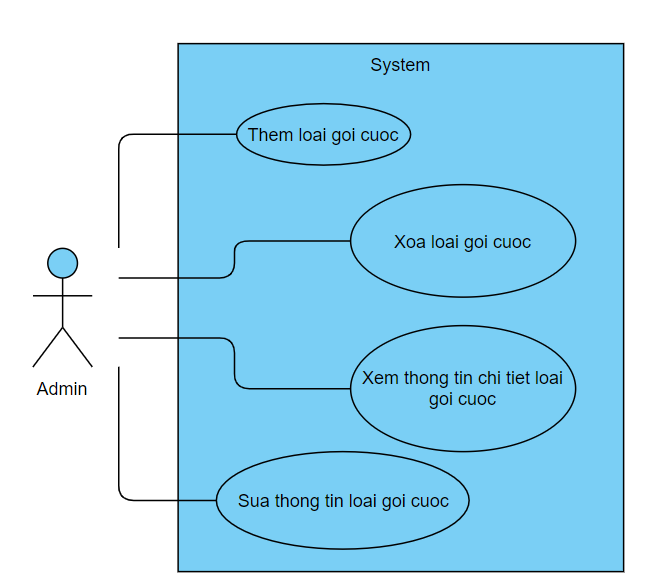 System
Them loai goi cuoc
Xoa loai goi cuoc
Xem thong tin chi tiet loai
goi cuoc
Admin
Sua thong tin loai goi cuoc